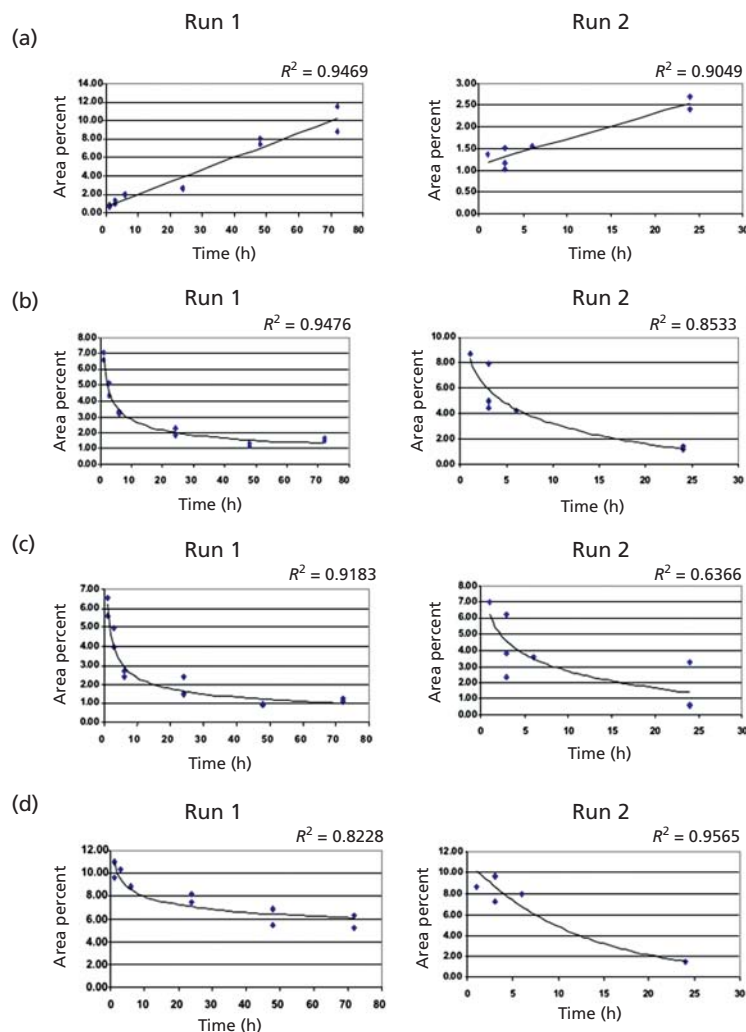 (a)
Run 1
R² = 0.9469
Area percent
14.00
12.00
10.00
8.00
6.00
4.00
2.00
0.00
0 10 20 30 40 50 60 70 80
Time (h)
Run 2
R² = 0.9049
Area percent
3.00
2.50
2.00
1.50
1.00
0.50
0.00
0 5 10 15 20 25 30
Time (h)
(b)
Run 1
R² = 0.9476
Area percent
8.00
7.00
6.00
5.00
4.00
3.00
2.00
1.00
0.00
0 10 20 30 40 50 60 70 80
Time (h)
Run 2
R² = 0.8533
Area percent
10.00
8.00
6.00
4.00
2.00
0.00
0 5 10 15 20 25 30
Time (h)
(c)
Run 1
R² = 0.9183
Area percent
7.00
6.00
5.00
4.00
3.00
2.00
1.00
0.00
0 10 20 30 40 50 60 70 80
Time (h)
Run 2
R² = 0.6366
Area percent
8.00
7.00
6.00
5.00
4.00
3.00
2.00
1.00
0.00
0 5 10 15 20 25 30
Time (h)
(d)
Run 1
R² = 0.8228
Area percent
12.00
10.00
8.00
6.00
4.00
2.00
0.00
0 10 20 30 40 50 60 70 80
Time (h)
Run 2
R² = 0.9565
Area percent
12.00
10.00
8.00
6.00
4.00
2.00
0.00
0 5 10 15 20 25 30
Time (h)